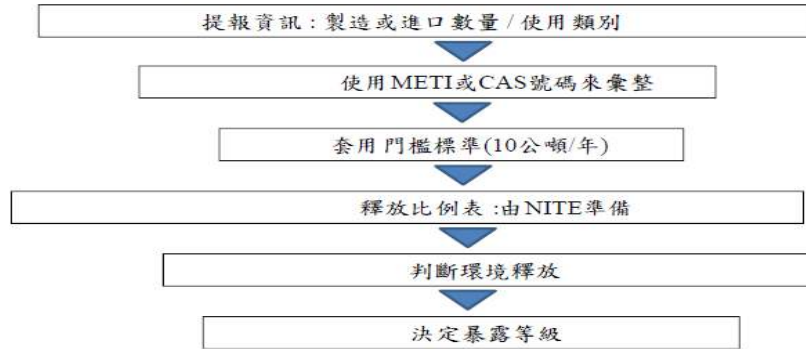 提報資訊：製造或進口數量/使用類別
使用METI或CAS號碼來彙整
套用門檻標準(10公噸/年)
釋放比例表:由NITE準備
判斷環境釋放
決定暴露等級